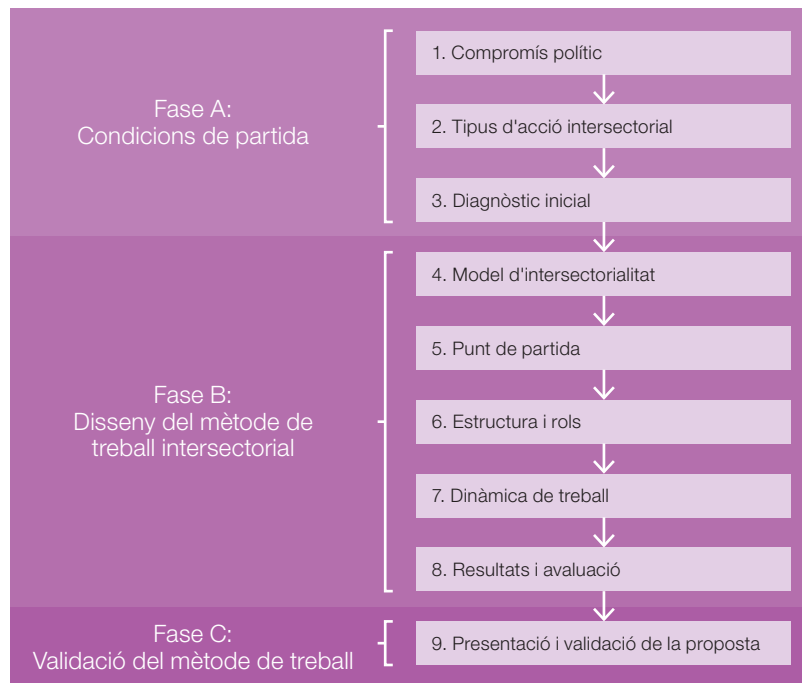 Fase A:
Condicions de partida
1. Compromís polític
2. Tipus d'acció intersectorial
3. Diagnòstic inicial
Fase B:
Disseny del mètode de
treball intersectorial
4. Model d'intersectorialitat
5. Punt de partida
6. Estructura i rols
7. Dinàmica de treball
8. Resultats i avaluació
Fase C:
Validació del mètode de treball
9. Presentació i validació de la proposta